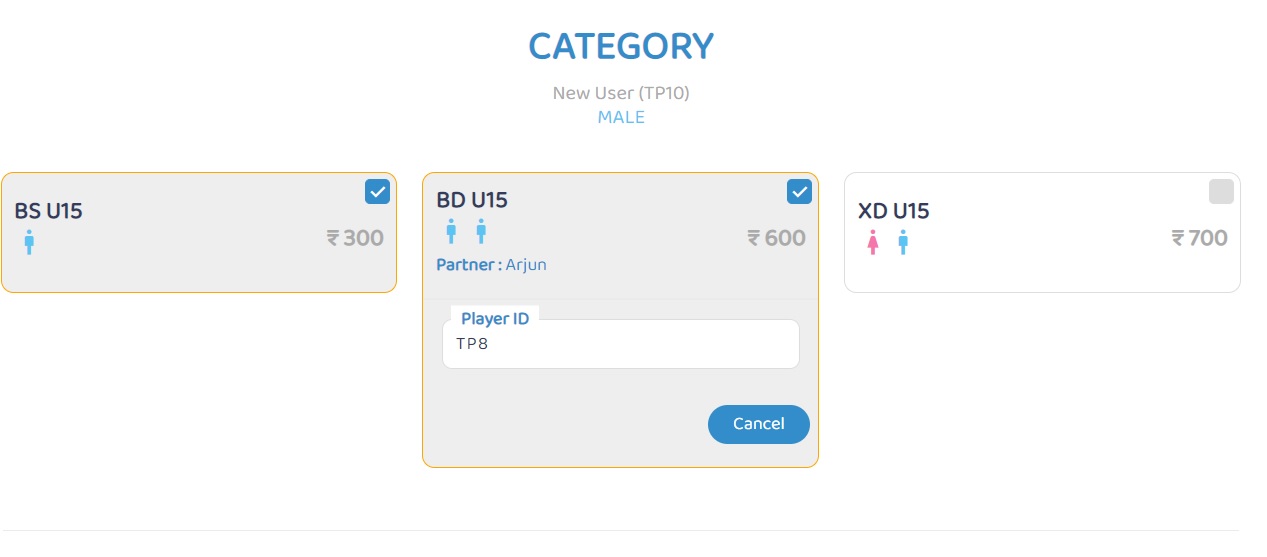 CATEGORY
New User (TP10)
MALE
BS U15
₹ 300
BD U15
₹ 600
Partner : Arjun
Player ID
TP8
Cancel
XD U15
₹ 700